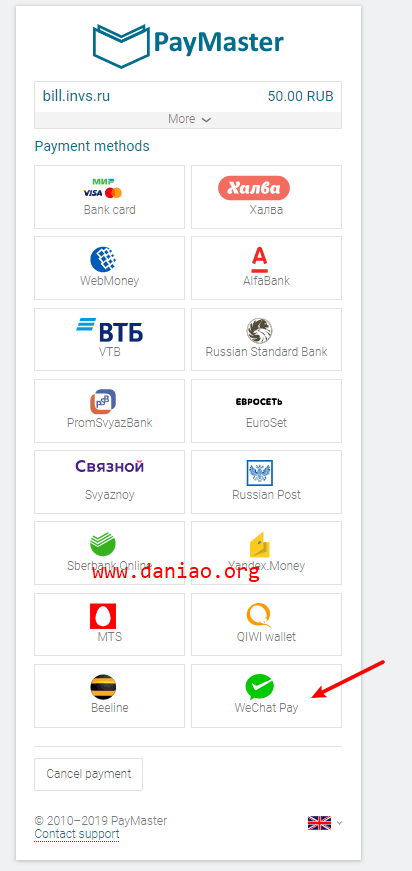 PayMaster
bill.invs.ru 50.00 RUB
More
Payment methods
МИР
VISA
Bank card
Халва
Халва
WebMoney
А
AlfaBank
ВТБ
VTB
Russian Standard Bank
PSB
PromSvyazBank
ЕВРОСЕТЬ
EuroSet
Связной
Svyaznoy
Russian Post
Sberbank Online
Yandex.Money
www.daniao.org
MTS
QIWI wallet
Beeline
WeChat Pay
Cancel payment
© 2010–2019 PayMaster
Contact support